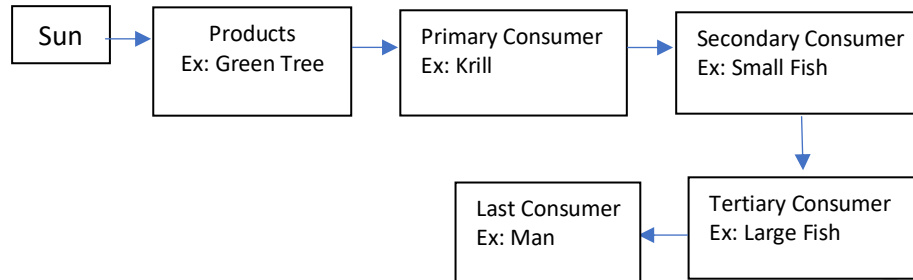 Sun
Products
Ex: Green Tree
Primary Consumer
Ex: Krill
Secondary Consumer
Ex: Small Fish
Tertiary Consumer
Ex: Large Fish
Last Consumer
Ex: Man